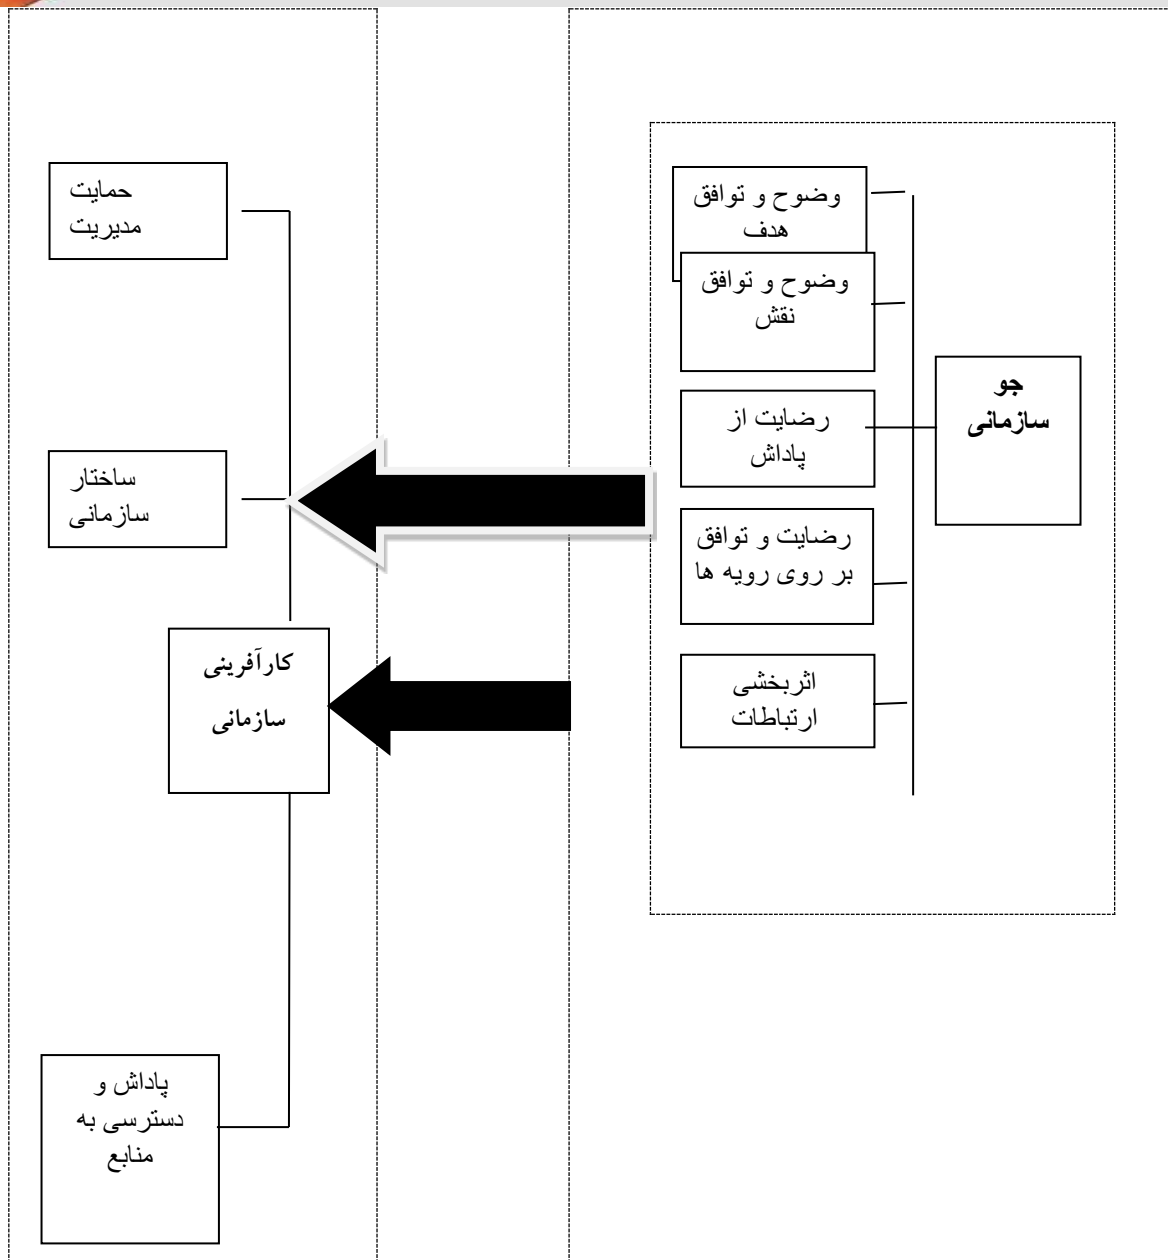 وضوح و توافق
هدف
وضوح و توافق
نقش
جو
سازمانی
رضایت از
پاداش
رضایت و توافق
بر روی رویه ها
اثربخشی
ارتباطات
حمایت
مدیریت
ساختار
سازمانی
کارآفرینی
سازمانی
پاداش و
دسترسی به
منابع